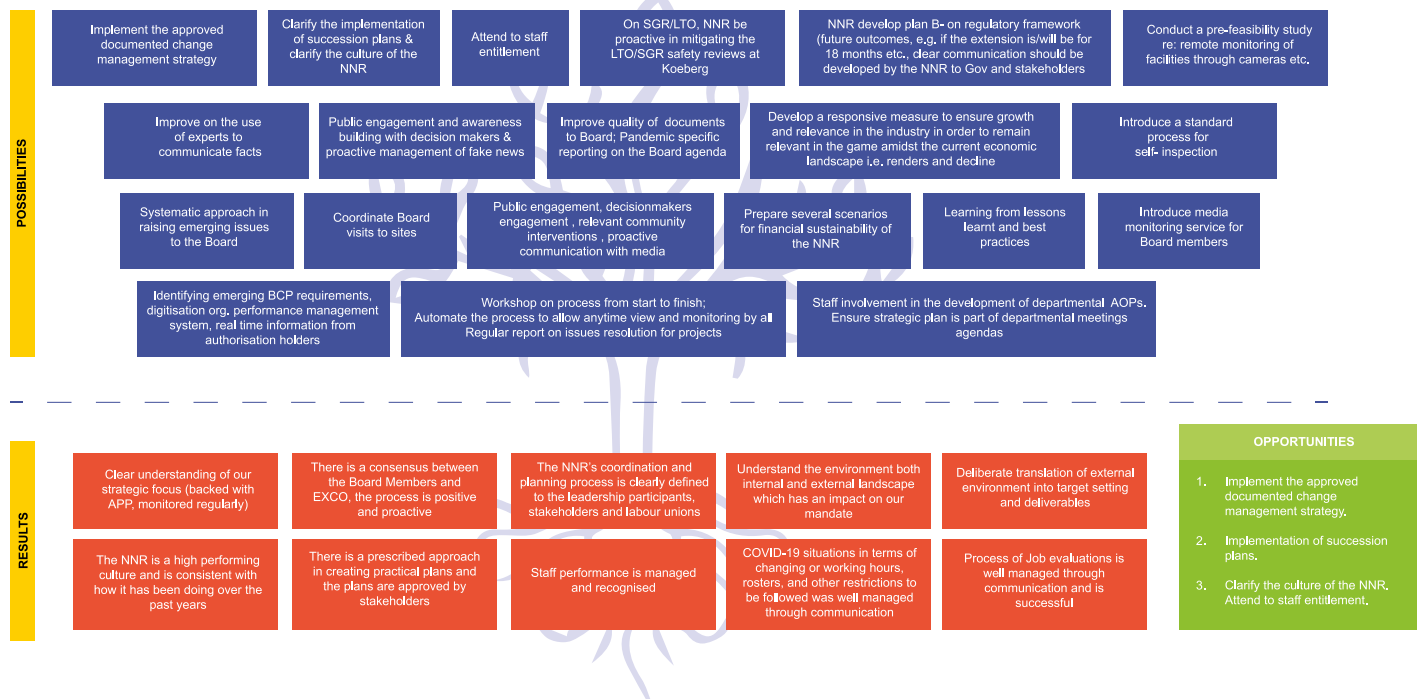 POSSIBILITIES
Implement the approved
documented change
management strategy
Clarify the implementation
of succession plans &
clarify the culture of the
NNR
Attend to staff
entitlement
On SGR/LTO, NNR be
proactive in mitigating the
LTO/SGR safety reviews at
Koeberg
NNR develop plan B- on regulatory framework
(future outcomes, e.g. if the extension is/will be for
18 months etc., clear communication should be
developed by the NNR to Gov and stakeholders
Conduct a pre-feasibility study
re: remote monitoring of
facilities through cameras etc.
Improve on the use
of experts to
communicate facts
Public engagement and awareness
building with decision makers &
proactive management of fake news
Improve quality of documents
to Board; Pandemic specific
reporting on the Board agenda
Develop a responsive measure to ensure growth
and relevance in the industry in order to remain
relevant in the game amidst the current economic
landscape i.e. renders and decline
Introduce a standard
process for
self- inspection
Systematic approach in
raising emerging issues
to the Board
Coordinate Board
visits to sites
Public engagement, decisionmakers
engagement , relevant community
interventions , proactive
communication with media
Prepare several scenarios
for financial sustainability of
the NNR
Learning from lessons
learnt and best
practices
Introduce media
monitoring service for
Board members
Identifying emerging BCP requirements,
digitisation org. performance management
system, real time information from
authorisation holders
Workshop on process from start to finish;
Automate the process to allow anytime view and monitoring by all
Regular report on issues resolution for projects
Staff involvement in the development of departmental AOPs.
Ensure strategic plan is part of departmental meetings
agendas
RESULTS
Clear understanding of our
strategic focus (backed with
APP, monitored regularly)
There is a consensus between
the Board Members and
EXCO, the process is positive
and proactive
The NNR's coordination and
planning process is clearly defined
to the leadership participants,
stakeholders and labour unions
Understand the environment both
internal and external landscape
which has an impact on our
mandate
Deliberate translation of external
environment into target setting
and deliverables
The NNR is a high performing
culture and is consistent with
how it has been doing over the
past years
There is a prescribed approach
in creating practical plans and
the plans are approved by
stakeholders
Staff performance is managed
and recognised
COVID-19 situations in terms of
changing or working hours,
rosters, and other restrictions to
be followed was well managed
through communication
Process of Job evaluations is
well managed through
communication and is
successful
OPPORTUNITIES
1. Implement the approved
documented change
management strategy.
2. Implementation of succession
plans.
3. Clarify the culture of the NNR.
Attend to staff entitlement.